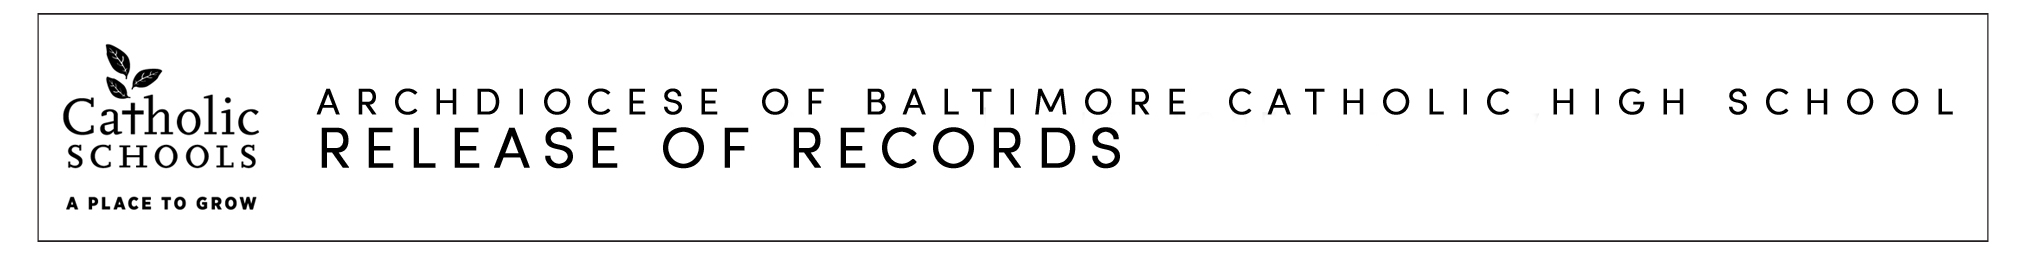 Catholic
SCHOOLS
A PLACE TO GROW
ARCHDIOCESE OF BALTIMORE CATHOLIC HIGH SCHOOL
RELEASE OF RECORDS